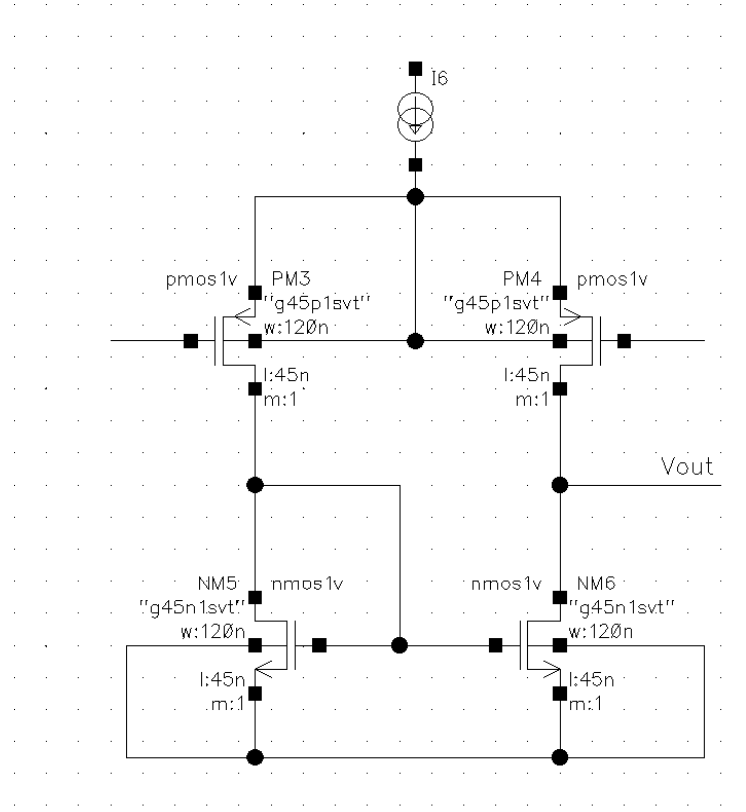 I6
pmos1v PM3
"g45p1svt"
w:120n
l:45n
m:1
PM4 pmos1v
"g45p1svt"
w:120n
l:45n
m:1
Vout
NM5 nmos1v
"g45n1svt"
w:120n
l:45n
m:1
nmos1v NM6
"g45n1svt"
w:120n
l:45n
m:1